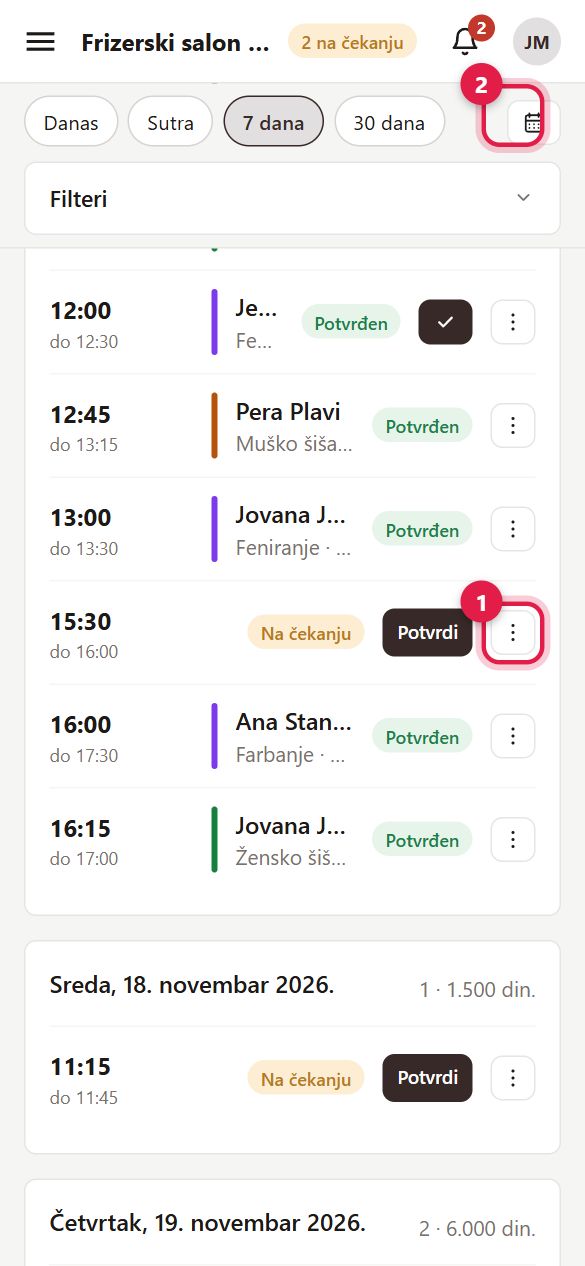 Frizerski salon ...
2 na čekanju
2
JM
2
Danas
Sutra
7 dana
30 dana
Filteri
12:00
do 12:30
Je...
Fe...
Potvrđen
12:45
do 13:15
Pera Plavi
Muško šiša...
Potvrđen
13:00
do 13:30
Jovana J...
Feniranje · ...
Potvrđen
15:30
do 16:00
Na čekanju
Potvrdi
1
16:00
do 17:30
Ana Stan...
Farbanje · ...
Potvrđen
16:15
do 17:00
Jovana J...
Žensko šiš...
Potvrđen
Sreda, 18. novembar 2026.
1 · 1.500 din.
11:15
do 11:45
Na čekanju
Potvrdi
Četvrtak, 19. novembar 2026.
2 · 6.000 din.